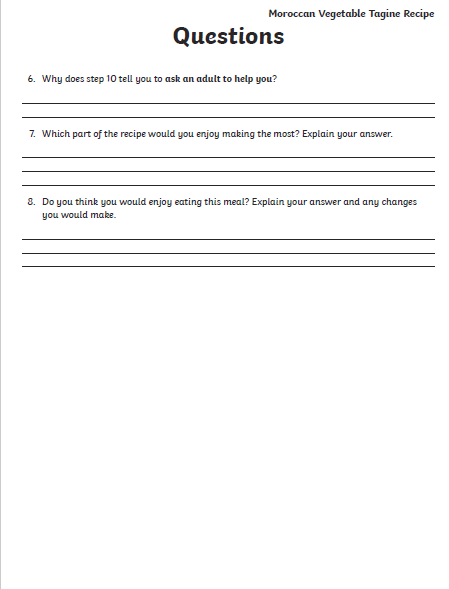 Moroccan Vegetable Tagine Recipe
Questions
6. Why does step 10 tell you to ask an adult to help you?
7. Which part of the recipe would you enjoy making the most? Explain your answer.
8. Do you think you would enjoy eating this meal? Explain your answer and any changes
you would make.